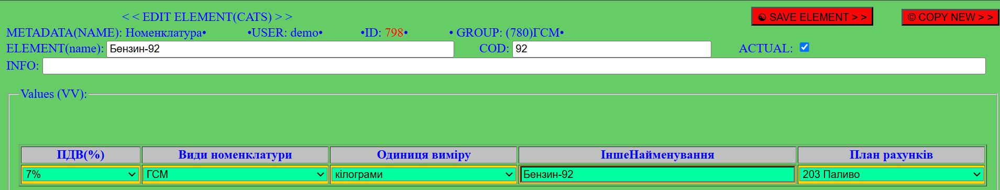 < < EDIT ELEMENT(CATS) > > ☯ SAVE ELEMENT > > © COPY NEW > >
METADATA(NAME): Номенклатура• •USER: demo• •ID: 798• • GROUP: (780)ГСМ•
ELEMENT(name): Бензин-92 COD: 92 ACTUAL:
INFO:
Values (VV):
ПДВ(%) Види номенклатури Одиниця виміру ІншеНайменування План рахунків
7% ГСМ кілограми Бензин-92 203 Паливо